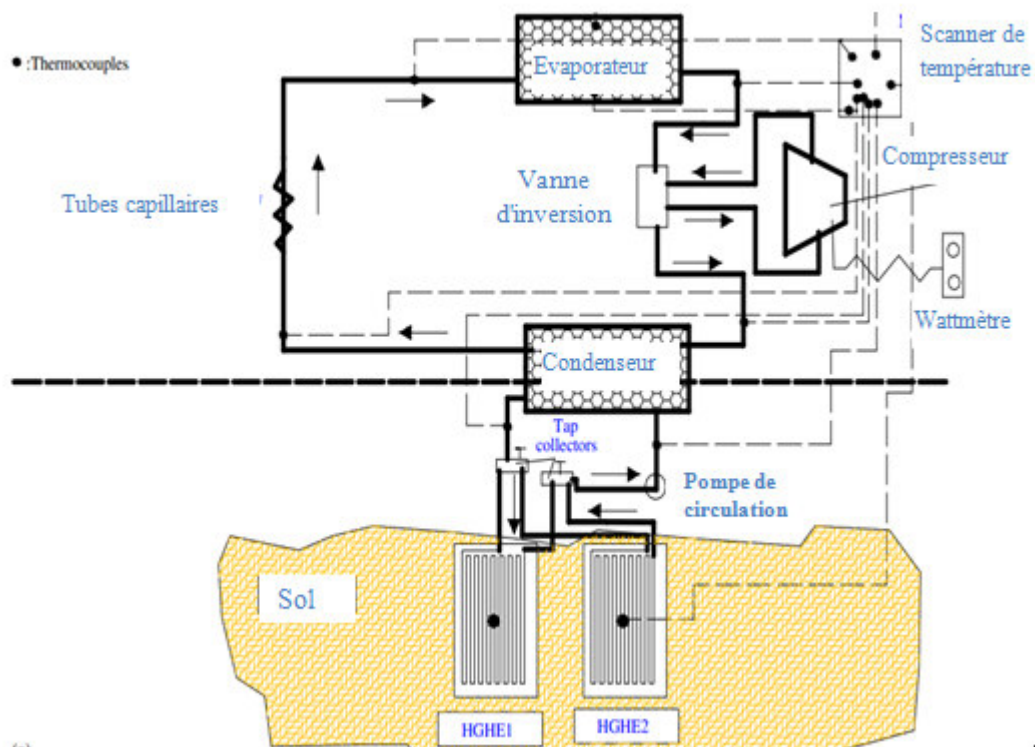 ● :Thermocouples
Evaporateur
Scanner de
température
Compresseur
Tubes capillaires
Vanne
d'inversion
Wattmètre
Condenseur
Tap
collectors
Pompe de
circulation
Sol
HGHE1
HGHE2